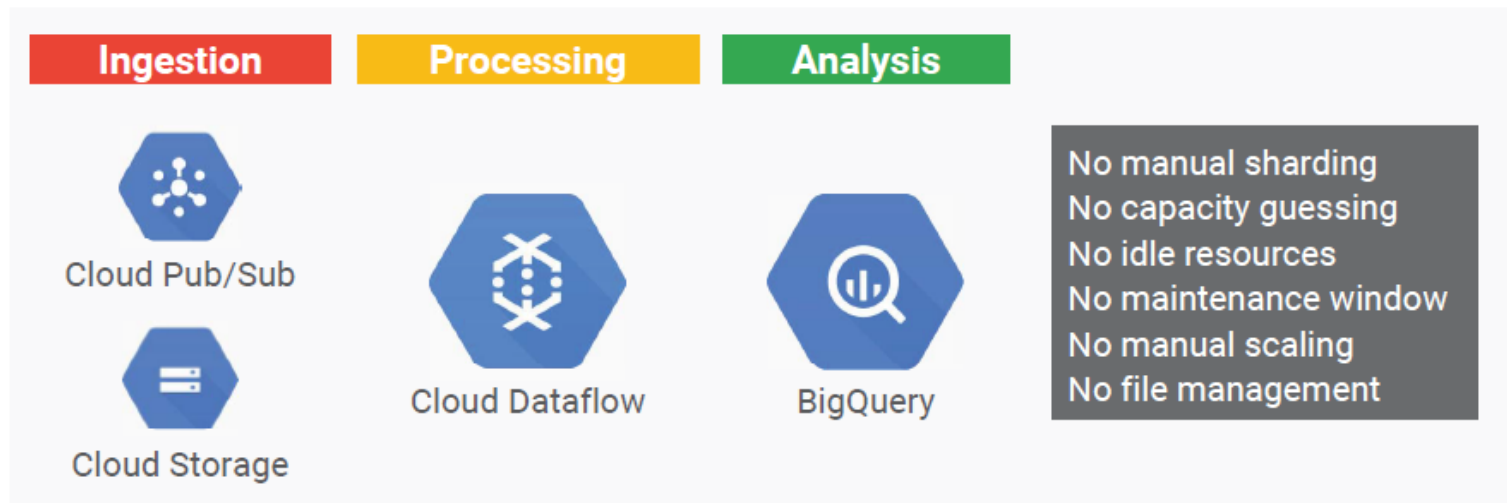 Ingestion
Processing
Analysis
Cloud Pub/Sub
Cloud Storage
Cloud Dataflow
BigQuery
No manual sharding
No capacity guessing
No idle resources
No maintenance window
No manual scaling
No file management